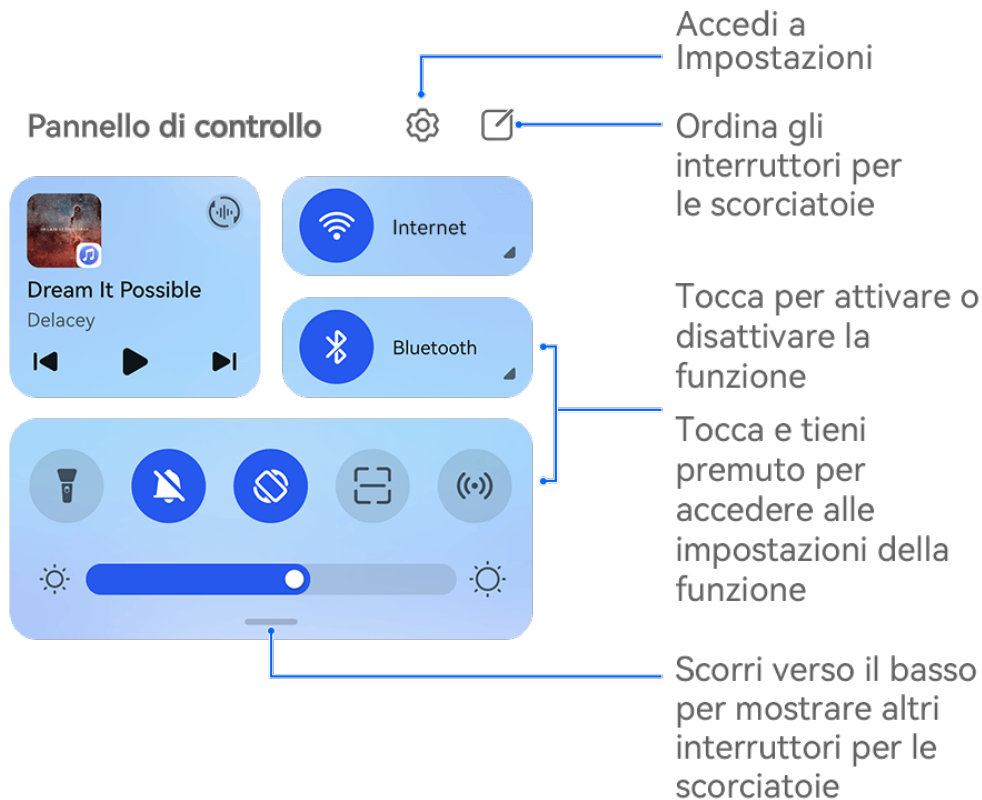 Accedi a
Impostazioni
Pannello di controllo
Ordina gli
interruttori per
le scorciatoie
Internet
Dream It Possible
Delacey
Bluetooth
Tocca per attivare o
disattivare la
funzione
Tocca e tieni
premuto per
accedere alle
impostazioni della
funzione
Scorri verso il basso
per mostrare altri
interruttori per le
scorciatoie